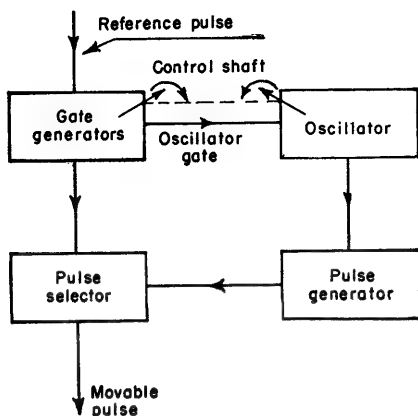 Reference pulse
Control shaft
Gate
generators
Oscillator
gate
Oscillator
Pulse
selector
Pulse
generator
Movable
pulse